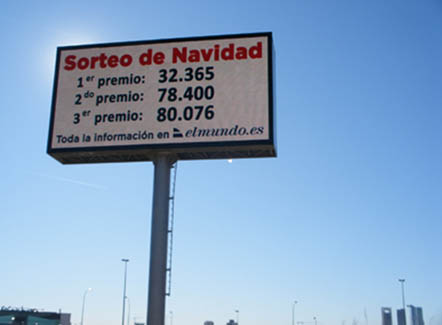 Sorteo de Navidad
1er premio: 32.365
2do premio: 78.400
3er premio: 80.076
Toda la información en elmundo.es